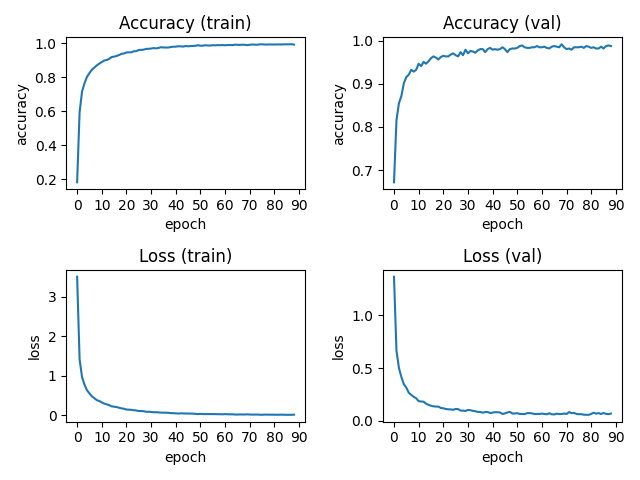 Accuracy (train)
1.0
0.8
0.6
0.4
0.2
accuracy
0 10 20 30 40 50 60 70 80 90
epoch
Accuracy (val)
1.0
0.9
0.8
0.7
accuracy
0 10 20 30 40 50 60 70 80 90
epoch
Loss (train)
3
2
1
0
loss
0 10 20 30 40 50 60 70 80 90
epoch
Loss (val)
1.0
0.5
0.0
loss
0 10 20 30 40 50 60 70 80 90
epoch